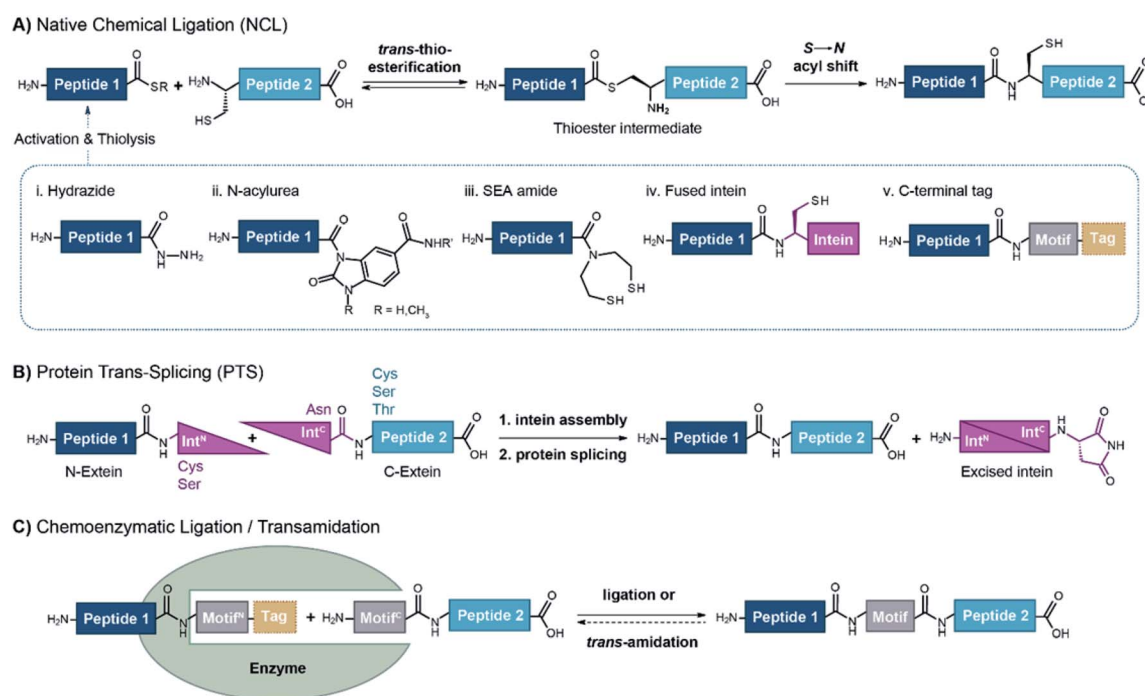 A) Native Chemical Ligation (NCL)
H₂N Peptide 1 O SR + H₂N HS Peptide 2 O OH trans-thio-
esterification H₂N Peptide 1 O S NH₂ Peptide 2 O OH S→N
acyl shift H₂N Peptide 1 O N H SH Peptide 2 O
Activation & Thiolysis
Thioester intermediate
i. Hydrazide
H₂N Peptide 1 O N H NH₂
ii. N-acylurea
H₂N Peptide 1 O N O N R O NHR'
R = H,CH₃
iii. SEA amide
H₂N Peptide 1 O N SH SH
iv. Fused intein
H₂N Peptide 1 O N H SH Intein
v. C-terminal tag
H₂N Peptide 1 O N H Motif Tag
B) Protein Trans-Splicing (PTS)
H₂N Peptide 1 O N H Intᴺ
Cys
Ser
N-Extein
+
Asn
Intᶜ O N H Peptide 2 O OH
Cys
Ser
Thr
C-Extein
1. intein assembly
2. protein splicing
H₂N Peptide 1 O N H Peptide 2 O OH
+
H₂N Intᴺ Intᶜ H N O NH O
Excised intein
C) Chemoenzymatic Ligation / Transamidation
H₂N Peptide 1 O N H Motifᴺ Tag + H₂N Motifᶜ O N H Peptide 2 O OH
Enzyme
ligation or
trans-amidation
H₂N Peptide 1 O N H Motif O N H Peptide 2 O OH